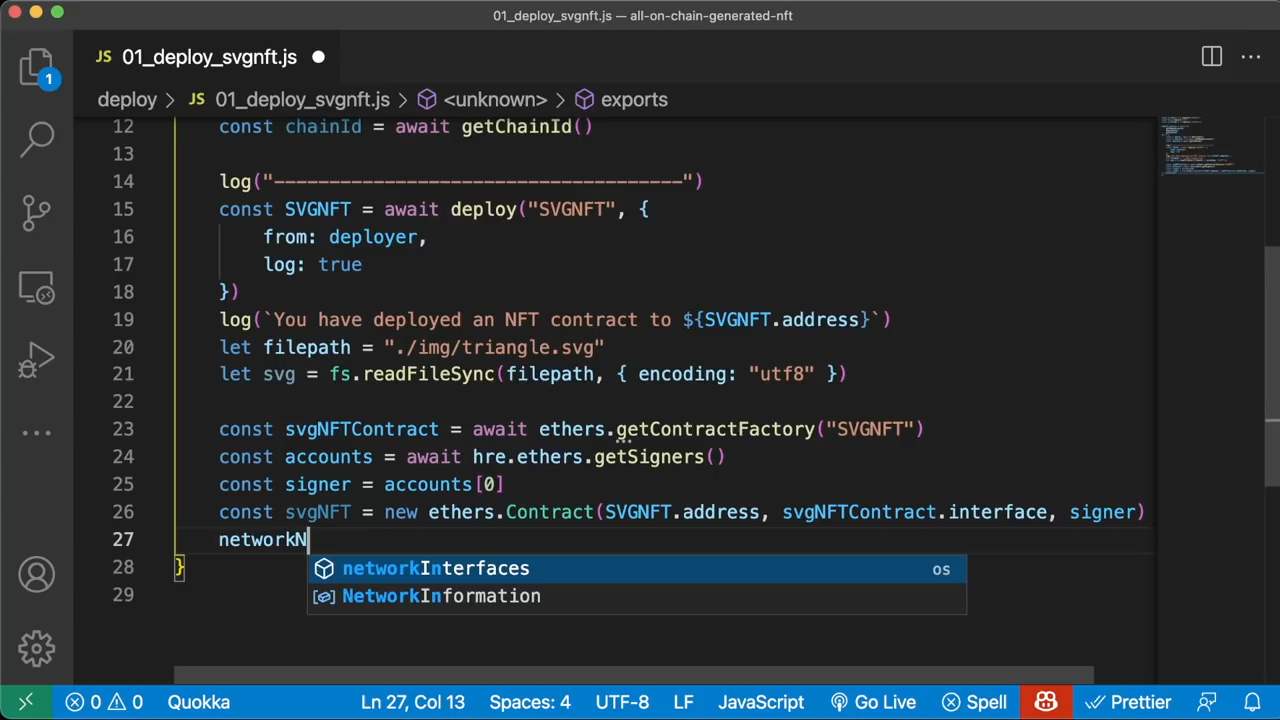 01_deploy_svgnft.js — all-on-chain-generated-nft
JS 01_deploy_svgnft.js
1
deploy > JS 01_deploy_svgnft.js > <unknown> > exports
12 const chainId = await getChainId()
13
14 log("—————————————————————————————————————")
15 const SVGNFT = await deploy("SVGNFT", {
16 from: deployer,
17 log: true
18 })
19 log(`You have deployed an NFT contract to ${SVGNFT.address}`)
20 let filepath = "./img/triangle.svg"
21 let svg = fs.readFileSync(filepath, { encoding: "utf8" })
22
23 const svgNFTContract = await ethers.getContractFactory("SVGNFT")
24 const accounts = await hre.ethers.getSigners()
25 const signer = accounts[0]
26 const svgNFT = new ethers.Contract(SVGNFT.address, svgNFTContract.interface, signer)
27 networkN
networkInterfaces os
28 }
NetworkInformation
29
0 0 Quokka Ln 27, Col 13 Spaces: 4 UTF-8 LF JavaScript Go Live Spell Prettier